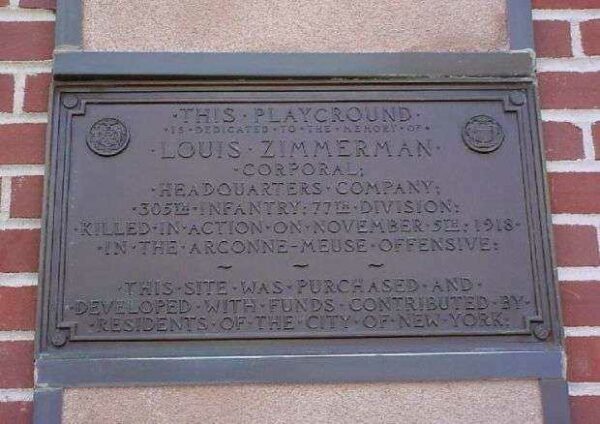 ·THIS·PLAYGROUND·
·IS·DEDICATED·TO·THE·MEMORY·OF·
·LOUIS·ZIMMERMAN·
·CORPORAL;
·HEADQUARTERS·COMPANY;
·305TH·INFANTRY;·77TH·DIVISION;
·KILLED·IN·ACTION·ON·NOVEMBER·5TH;·1918·
·IN·THE·ARGONNE-MEUSE·OFFENSIVE;
·THIS·SITE·WAS·PURCHASED·AND·
·DEVELOPED·WITH·FUNDS·CONTRIBUTED·BY·
·RESIDENTS·OF·THE·CITY·OF·NEW·YORK·